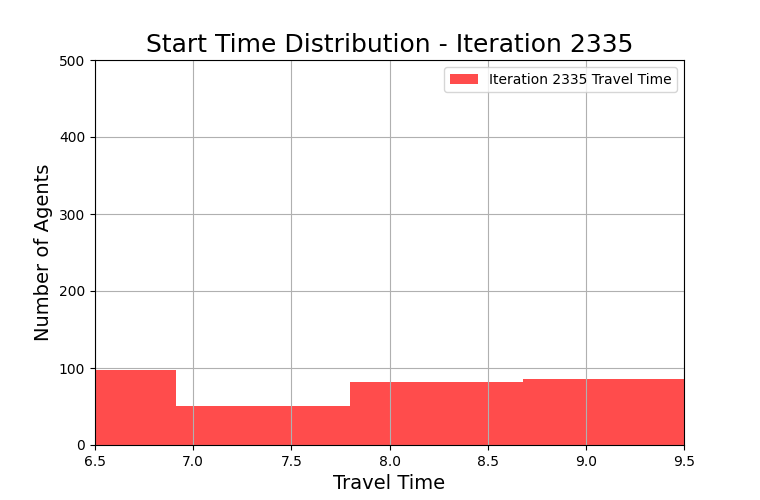 Start Time Distribution - Iteration 2335
Iteration 2335 Travel Time
Number of Agents
500
400
300
200
100
0
6.5 7.0 7.5 8.0 8.5 9.0 9.5
Travel Time